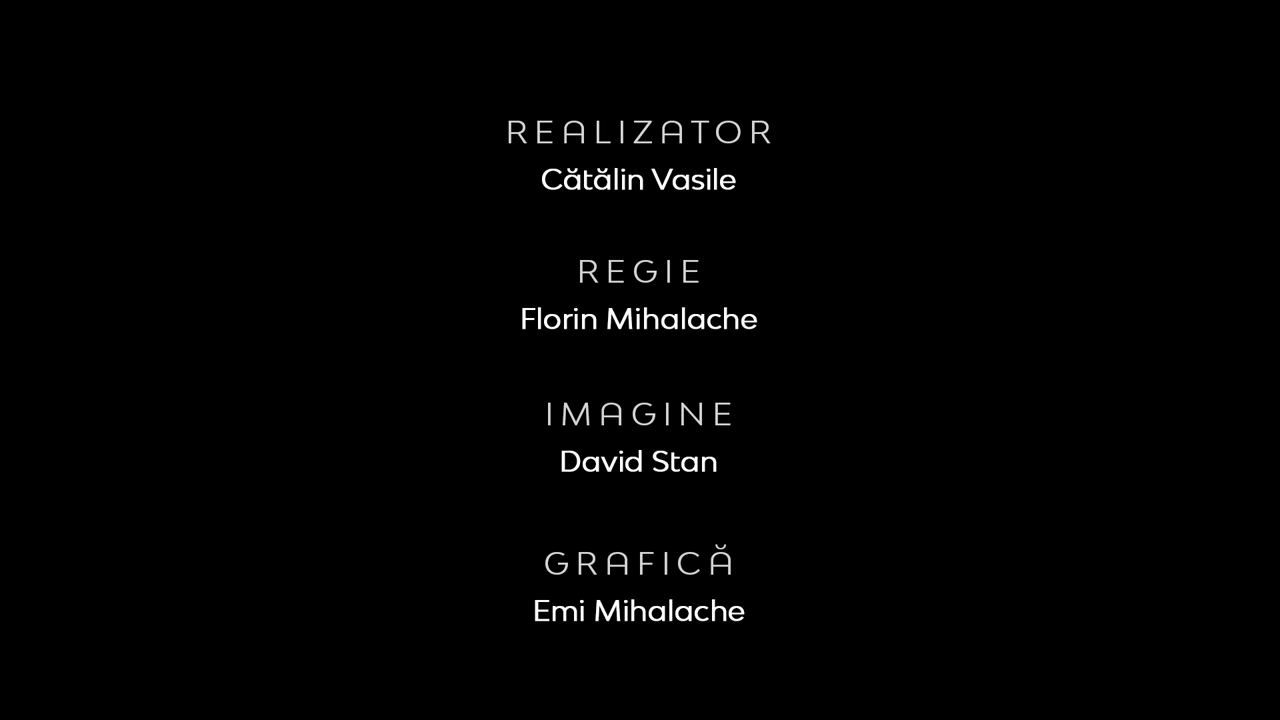 REALIZATOR
Cătălin Vasile
REGIE
Florin Mihalache
IMAGINE
David Stan
GRAFICĂ
Emi Mihalache